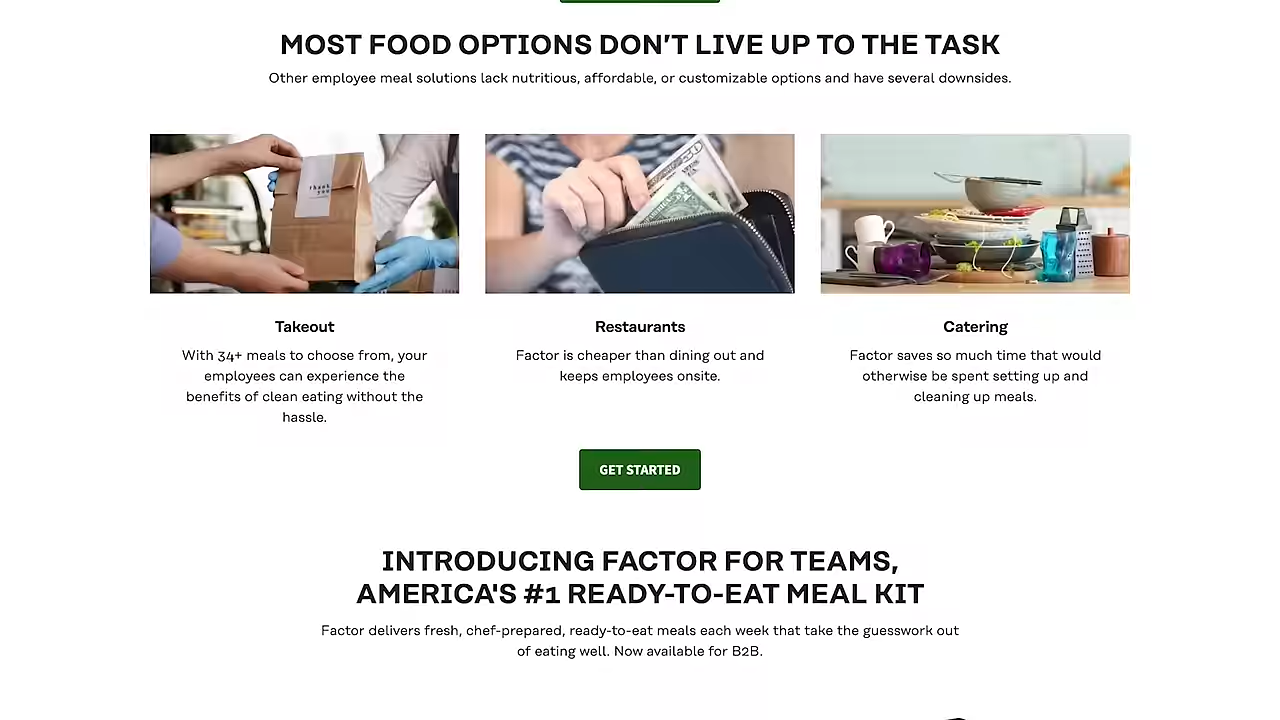 MOST FOOD OPTIONS DON'T LIVE UP TO THE TASK
Other employee meal solutions lack nutritious, affordable, or customizable options and have several downsides.
thank
you
50
Takeout
With 34+ meals to choose from, your
employees can experience the
benefits of clean eating without the
hassle.
Restaurants
Factor is cheaper than dining out and
keeps employees onsite.
Catering
Factor saves so much time that would
otherwise be spent setting up and
cleaning up meals.
GET STARTED
INTRODUCING FACTOR FOR TEAMS,
AMERICA'S #1 READY-TO-EAT MEAL KIT
Factor delivers fresh, chef-prepared, ready-to-eat meals each week that take the guesswork out
of eating well. Now available for B2B.